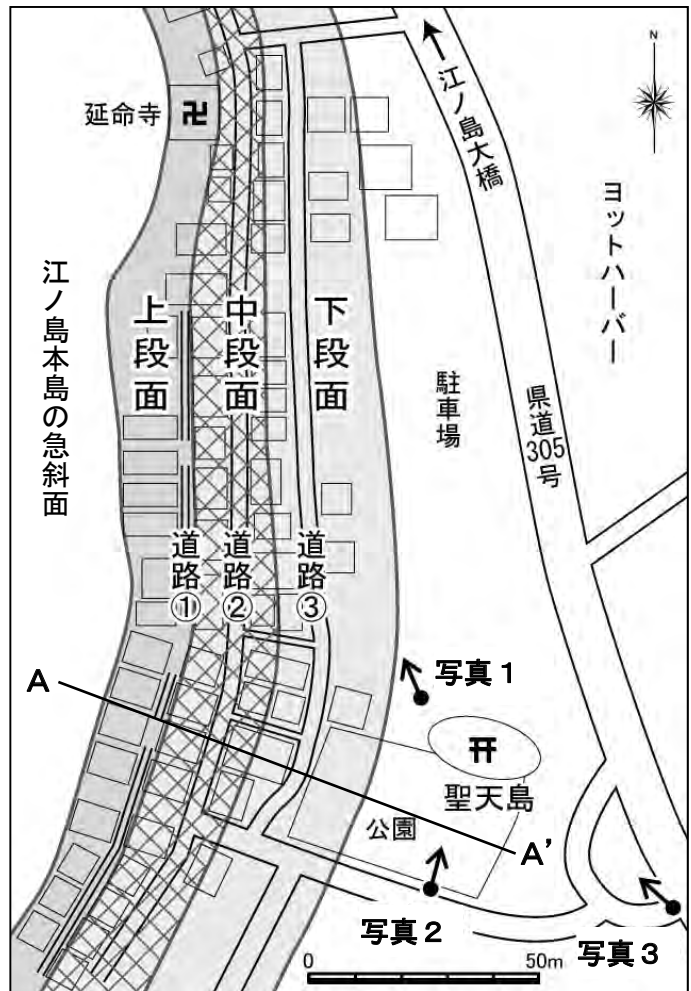 N
延命寺
卍
江ノ島大橋
ヨットハーバー
江ノ島本島の急斜面
上段面
中段面
下段面
駐車場
県道305号
道路①
道路②
道路③
A
写真1
聖天島
公園
A’
写真2
写真3
0
50m